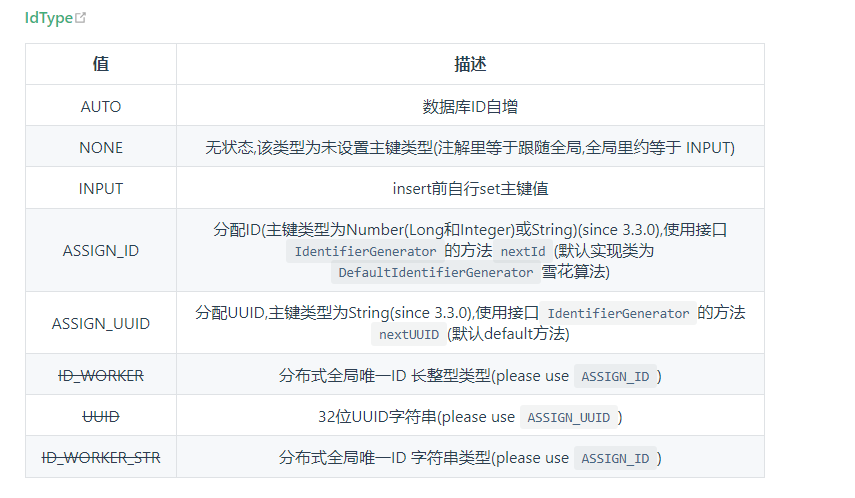 IdType
值 描述
AUTO 数据库ID自增
NONE 无状态,该类型为未设置主键类型(注解里等于跟随全局,全局里约等于 INPUT)
INPUT insert前自行set主键值
分配ID(主键类型为Number(Long和Integer)或String)(since 3.3.0),使用接口
ASSIGN_ID IdentifierGenerator 的方法 nextId (默认实现类为
DefaultIdentifierGenerator 雪花算法)
分配UUID,主键类型为String(since 3.3.0),使用接口 IdentifierGenerator 的方法
ASSIGN_UUID
nextUUID (默认default方法)
ID_WORKER 分布式全局唯一ID 长整型类型(please use ASSIGN_ID )
UUID 32位UUID字符串(please use ASSIGN_UUID )
ID_WORKER_STR 分布式全局唯一ID 字符串类型(please use ASSIGN_ID )